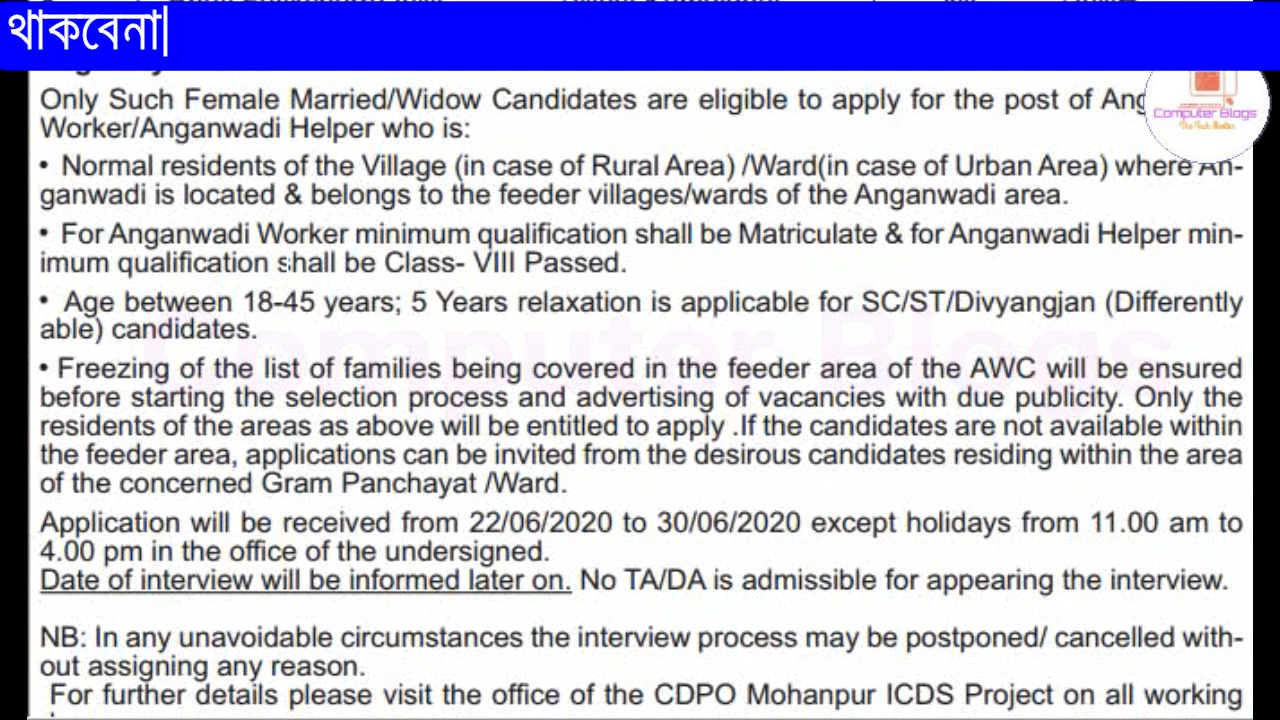 থাকবেনা
Only Such Female Married/Widow Candidates are eligible to apply for the post of Ang
Worker/Anganwadi Helper who is:
• Normal residents of the Village (in case of Rural Area) /Ward(in case of Urban Area) where An-
ganwadi is located & belongs to the feeder villages/wards of the Anganwadi area.
• For Anganwadi Worker minimum qualification shall be Matriculate & for Anganwadi Helper min-
imum qualification shall be Class- VIII Passed.
• Age between 18-45 years; 5 Years relaxation is applicable for SC/ST/Divyangjan (Differently
able) candidates.
• Freezing of the list of families being covered in the feeder area of the AWC will be ensured
before starting the selection process and advertising of vacancies with due publicity. Only the
residents of the areas as above will be entitled to apply .If the candidates are not available within
the feeder area, applications can be invited from the desirous candidates residing within the area
of the concerned Gram Panchayat /Ward.
Application will be received from 22/06/2020 to 30/06/2020 except holidays from 11.00 am to
4.00 pm in the office of the undersigned.
Date of interview will be informed later on. No TA/DA is admissible for appearing the interview.
NB: In any unavoidable circumstances the interview process may be postponed/ cancelled with-
out assigning any reason.
For further details please visit the office of the CDPO Mohanpur ICDS Project on all working
Computer Blogs
The Tech Master
Computer Blogs